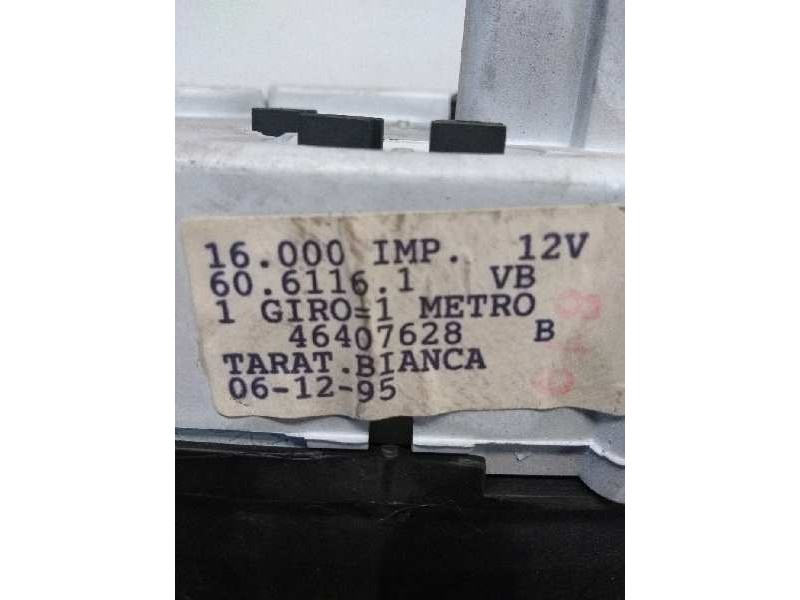 16.000 IMP. 12V
60.6116.1 VB
1 GIRO=1 METRO
46407628 B
TARAT.BIANCA
06-12-95